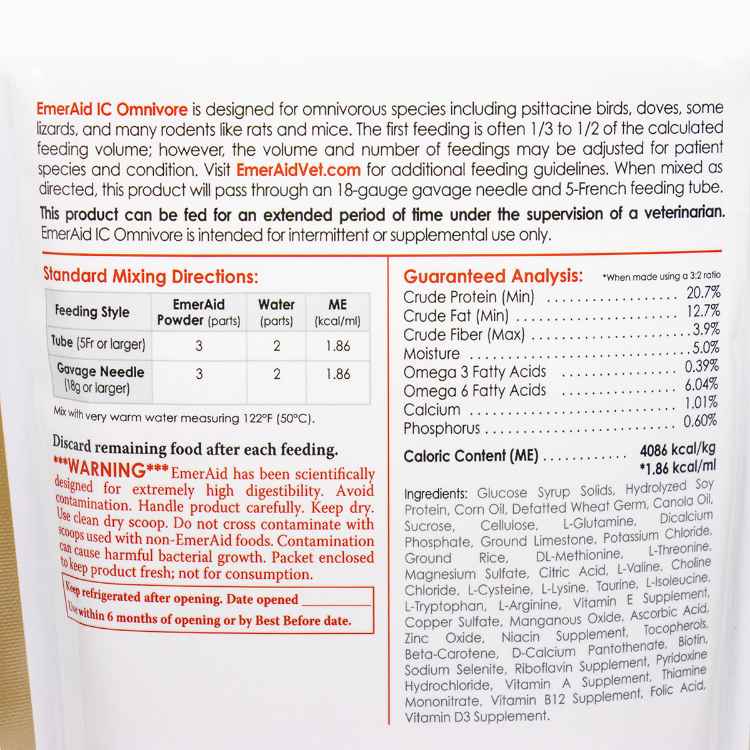 EmerAid IC Omnivore is designed for omnivorous species including psittacine birds, doves, some
lizards, and many rodents like rats and mice. The first feeding is often 1/3 to 1/2 of the calculated
feeding volume; however, the volume and number of feedings may be adjusted for patient
species and condition. Visit EmerAidVet.com for additional feeding guidelines. When mixed as
directed, this product will pass through an 18-gauge gavage needle and 5-French feeding tube.
This product can be fed for an extended period of time under the supervision of a veterinarian.
EmerAid IC Omnivore is intended for intermittent or supplemental use only.
Standard Mixing Directions:
Feeding Style EmerAid Powder (parts) Water (parts) ME (kcal/ml)
Tube (5Fr or larger) 3 2 1.86
Gavage Needle (18g or larger) 3 2 1.86
Mix with very warm water measuring 122°F (50°C).
Discard remaining food after each feeding.
***WARNING*** EmerAid has been scientifically
designed for extremely high digestibility. Avoid
contamination. Handle product carefully. Keep dry.
Use clean dry scoop. Do not cross contaminate with
scoops used with non-EmerAid foods. Contamination
can cause harmful bacterial growth. Packet enclosed
to keep product fresh; not for consumption.
Keep refrigerated after opening. Date opened ____________
Use within 6 months of opening or by Best Before date.
Guaranteed Analysis: *When made using a 3:2 ratio
Crude Protein (Min) .................... 20.7%
Crude Fat (Min) ........................ 12.7%
Crude Fiber (Max) ...................... 3.9%
Moisture ............................... 5.0%
Omega 3 Fatty Acids .................. 0.39%
Omega 6 Fatty Acids .................. 6.04%
Calcium ................................ 1.01%
Phosphorus ............................. 0.60%
Caloric Content (ME) ........... 4086 kcal/kg
*1.86 kcal/ml
Ingredients: Glucose Syrup Solids, Hydrolyzed Soy
Protein, Corn Oil, Defatted Wheat Germ, Canola Oil,
Sucrose, Cellulose, L-Glutamine, Dicalcium
Phosphate, Ground Limestone, Potassium Chloride,
Ground Rice, DL-Methionine, L-Threonine,
Magnesium Sulfate, Citric Acid, L-Valine, Choline
Chloride, L-Cysteine, L-Lysine, Taurine, L-Isoleucine,
L-Tryptophan, L-Arginine, Vitamin E Supplement,
Copper Sulfate, Manganous Oxide, Ascorbic Acid,
Zinc Oxide, Niacin Supplement, Tocopherols,
Beta-Carotene, D-Calcium Pantothenate, Biotin,
Sodium Selenite, Riboflavin Supplement, Pyridoxine
Hydrochloride, Vitamin A Supplement, Thiamine
Mononitrate, Vitamin B12 Supplement, Folic Acid,
Vitamin D3 Supplement.